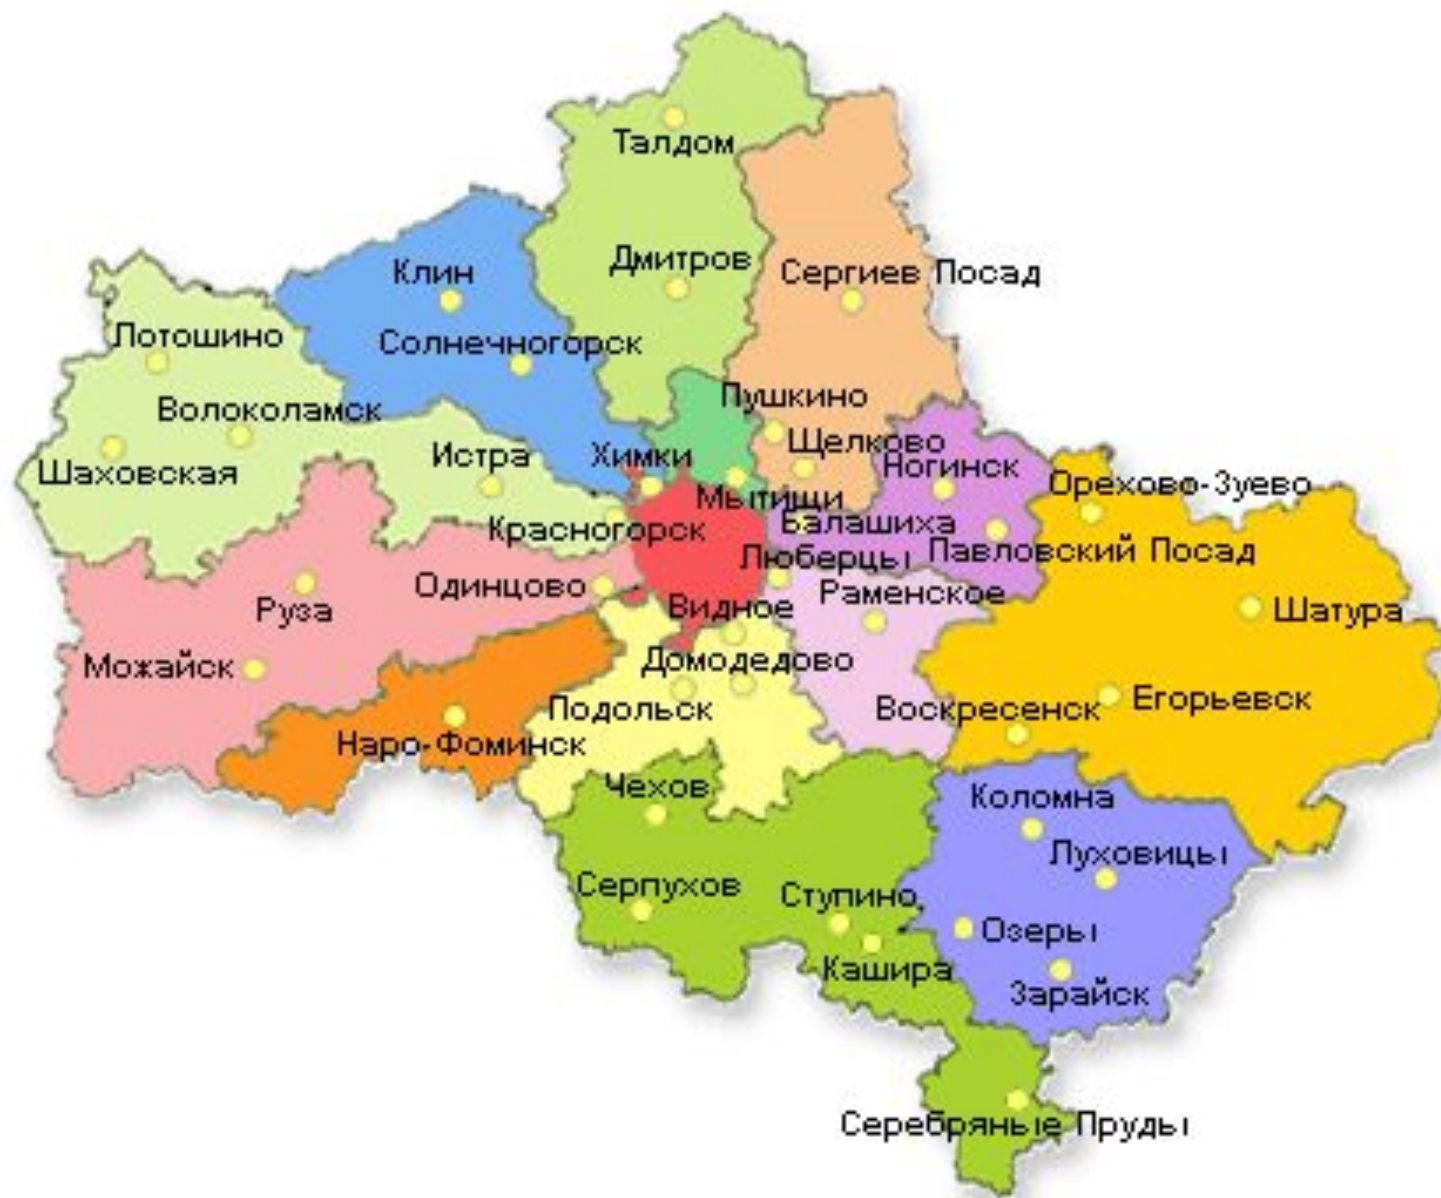 Талдом
Дмитров
Сергиев Посад
Клин
Солнечногорск
Лотошино
Волоколамск
Шаховская
Пушкино
Щелково
Истра
Химки
Ногинск
Мытищи
Орехово-Зуево
Красногорск
Балашиха
Павловский Посад
Люберцы
Одинцово
Раменское
Руза
Видное
Шатура
Можайск
Домодедово
Подольск
Воскресенск
Егорьевск
Наро-Фоминск
Чехов
Коломна
Луховицы
Серпухов
Ступино
Озеры
Кашира
Зарайск
Серебряные Пруды